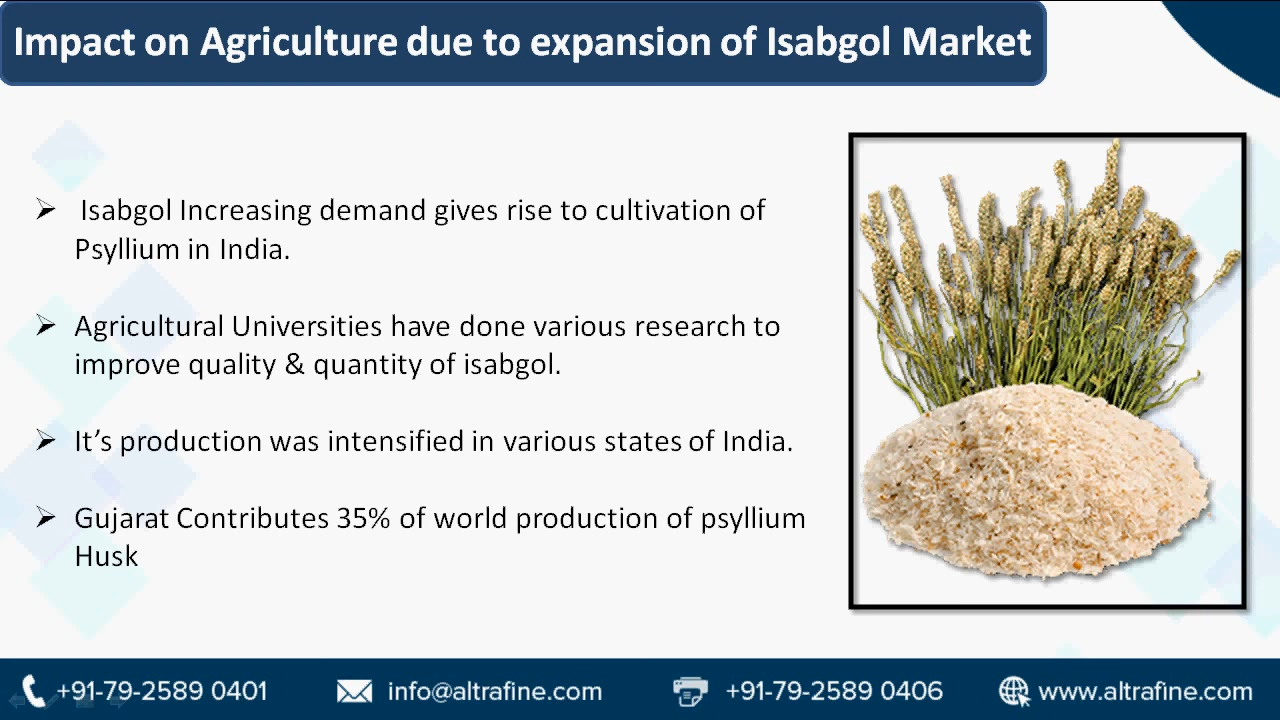 Impact on Agriculture due to expansion of Isabgol Market
Isabgol Increasing demand gives rise to cultivation of
Psyllium in India.
Agricultural Universities have done various research to
improve quality & quantity of isabgol.
It’s production was intensified in various states of India.
Gujarat Contributes 35% of world production of psyllium
Husk
+91-79-2589 0401 info@altrafine.com +91-79-2589 0406 www.altrafine.com